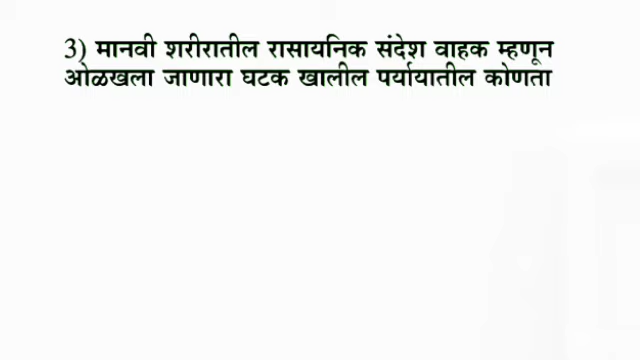 3) मानवी शरीरातील रासायनिक संदेश वाहक म्हणून
ओळखला जाणारा घटक खालील पर्यायातील कोणता